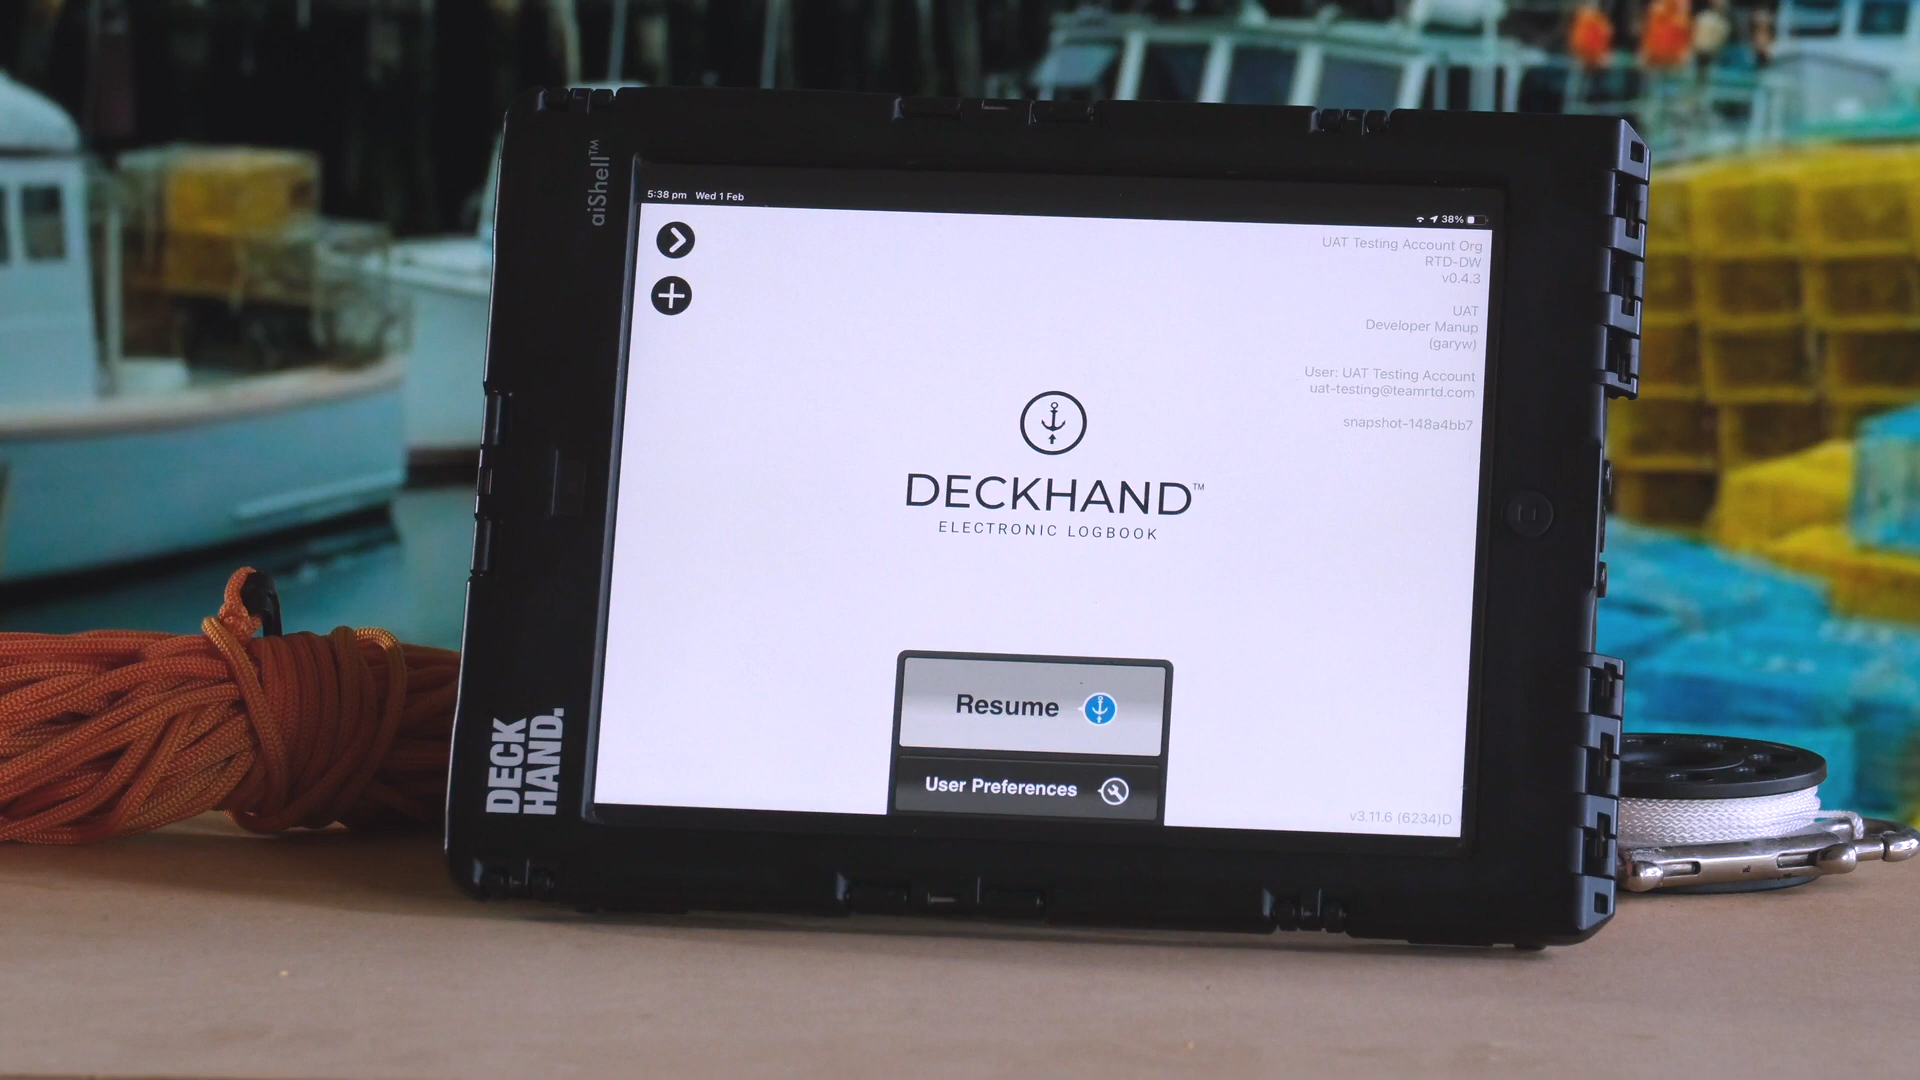 aiShell™
5:38 pm Wed 1 Feb
38%
UAT Testing Account Org
RTD-DW
v0.4.3
UAT
Developer Manup
(garyw)
User: UAT Testing Account
uat-testing@teamrtd.com
snapshot-148a4bb7
DECKHAND™
ELECTRONIC LOGBOOK
Resume
User Preferences
v3.11.6 (6234)D
DECK
HAND.